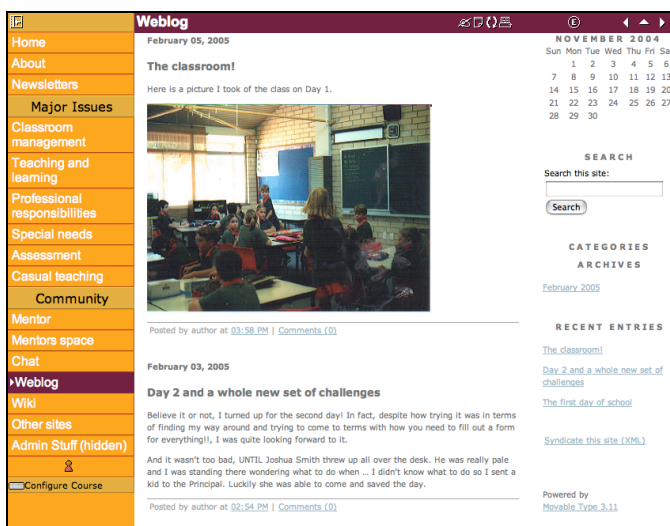 Weblog
E
Home
About
Newsletters
Major Issues
Classroom
management
Teaching and
learning
Professional
responsibilities
Special needs
Assessment
Casual teaching
Community
Mentor
Mentors space
Chat
Weblog
Wiki
Other sites
Admin Stuff (hidden)
Configure Course
February 05, 2005
The classroom!
Here is a picture I took of the class on Day 1.
Posted by author at 03:58 PM | Comments (0)
February 03, 2005
Day 2 and a whole new set of challenges
Believe it or not, I turned up for the second day! In fact, despite how trying it was in terms
of finding my way around and trying to come to terms with how you need to fill out a form
for everything!!, I was quite looking forward to it.
And it wasn't too bad, UNTIL Joshua Smith threw up all over the desk. He was really pale
and I was standing there wondering what to do when ... I didn't know what to do so I sent a
kid to the Principal. Luckily she was able to come and saved the day.
Posted by author at 02:54 PM | Comments (0)
NOVEMBER 2004
Sun Mon Tue Wed Thu Fri Sa
1 2 3 4 5 6
7 8 9 10 11 12 13
14 15 16 17 18 19 20
21 22 23 24 25 26 27
28 29 30
SEARCH
Search this site:
Search
CATEGORIES
ARCHIVES
February 2005
RECENT ENTRIES
The classroom!
Day 2 and a whole new set of
challenges
The first day of school
Syndicate this site (XML)
Powered by
Movable Type 3.11